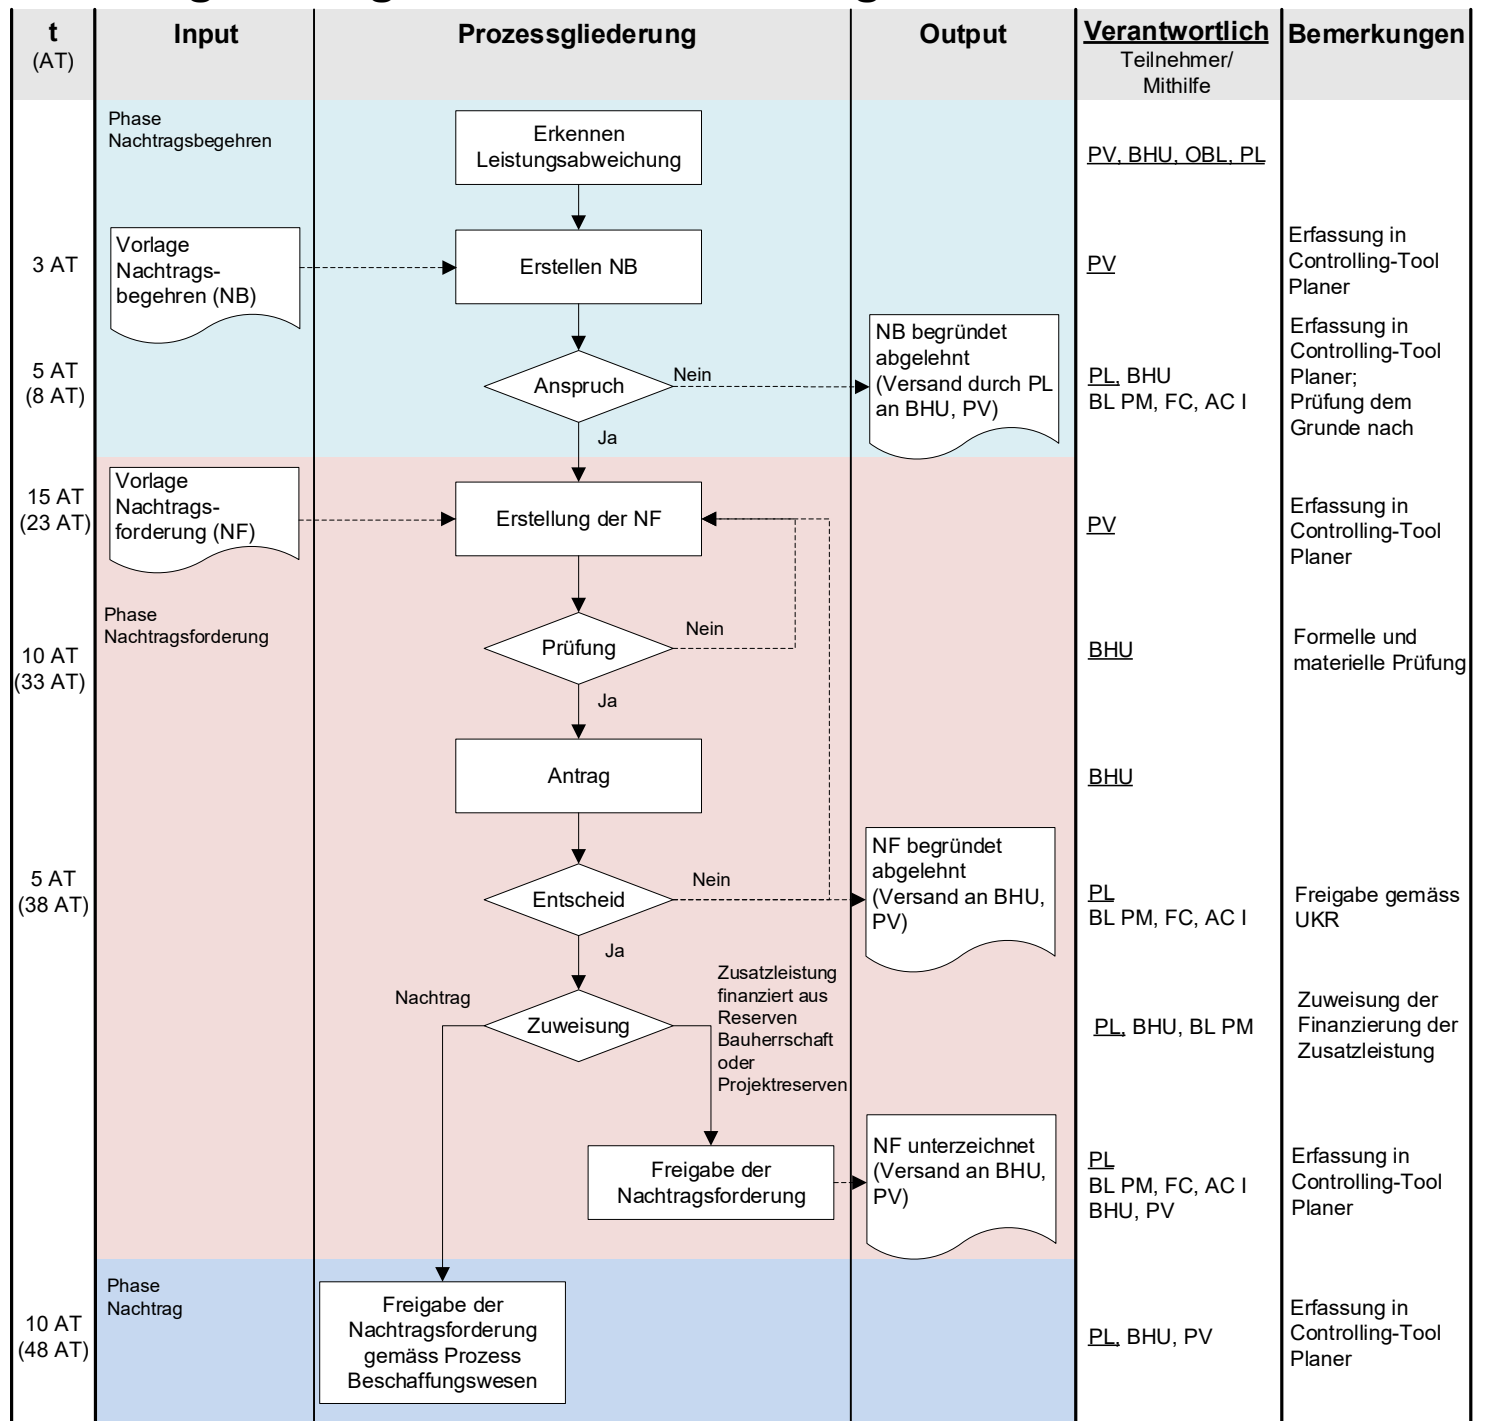 t
(AT)
Input
Prozessgliederung
Output
Verantwortlich
Teilnehmer/
Mithilfe
Bemerkungen
Phase
Nachtragsbegehren
Erkennen
Leistungsabweichung
PV, BHU, OBL, PL
3 AT
Vorlage
Nachtrags-
begehren (NB)
Erstellen NB
PV
Erfassung in
Controlling-Tool
Planer
5 AT
(8 AT)
Anspruch
Nein
Ja
NB begründet
abgelehnt
(Versand durch PL
an BHU, PV)
PL, BHU
BL PM, FC, AC I
Erfassung in
Controlling-Tool
Planer;
Prüfung dem
Grunde nach
15 AT
(23 AT)
Vorlage
Nachtrags-
forderung (NF)
Erstellung der NF
PV
Erfassung in
Controlling-Tool
Planer
Phase
Nachtragsforderung
10 AT
(33 AT)
Prüfung
Nein
Ja
BHU
Formelle und
materielle Prüfung
Antrag
BHU
5 AT
(38 AT)
Entscheid
Nein
Ja
NF begründet
abgelehnt
(Versand an BHU,
PV)
PL
BL PM, FC, AC I
Freigabe gemäss
UKR
Nachtrag
Zuweisung
Zusatzleistung
finanziert aus
Reserven
Bauherrschaft
oder
Projektreserven
PL, BHU, BL PM
Zuweisung der
Finanzierung der
Zusatzleistung
Freigabe der
Nachtragsforderung
NF unterzeichnet
(Versand an BHU,
PV)
PL
BL PM, FC, AC I
BHU, PV
Erfassung in
Controlling-Tool
Planer
Phase
Nachtrag
10 AT
(48 AT)
Freigabe der
Nachtragsforderung
gemäss Prozess
Beschaffungswesen
PL, BHU, PV
Erfassung in
Controlling-Tool
Planer